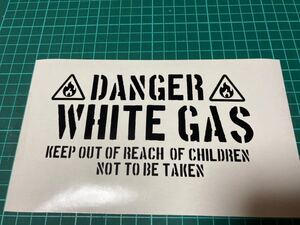 DANGER
WHITE GAS
KEEP OUT OF REACH OF CHILDREN
NOT TO BE TAKEN